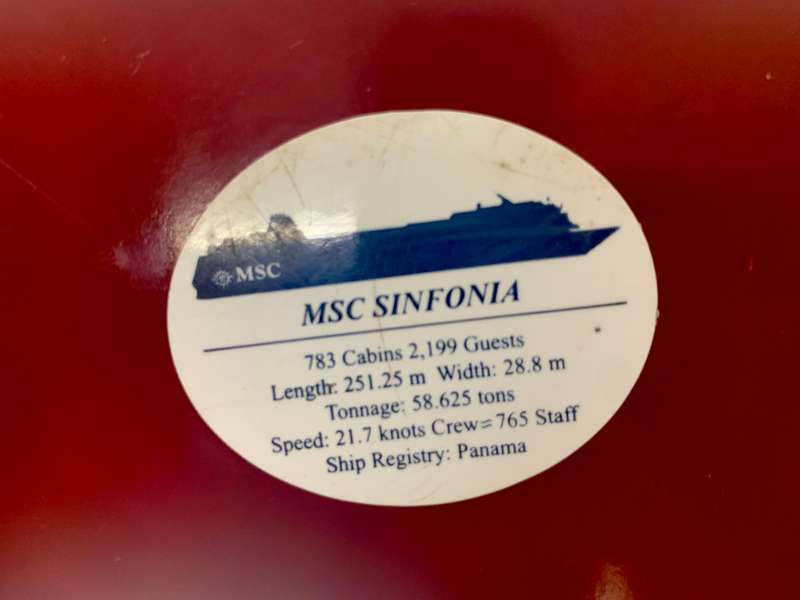 MSC
MSC SINFONIA
783 Cabins 2,199 Guests
Length: 251.25 m Width: 28.8 m
Tonnage: 58.625 tons
Speed: 21.7 knots Crew=765 Staff
Ship Registry: Panama